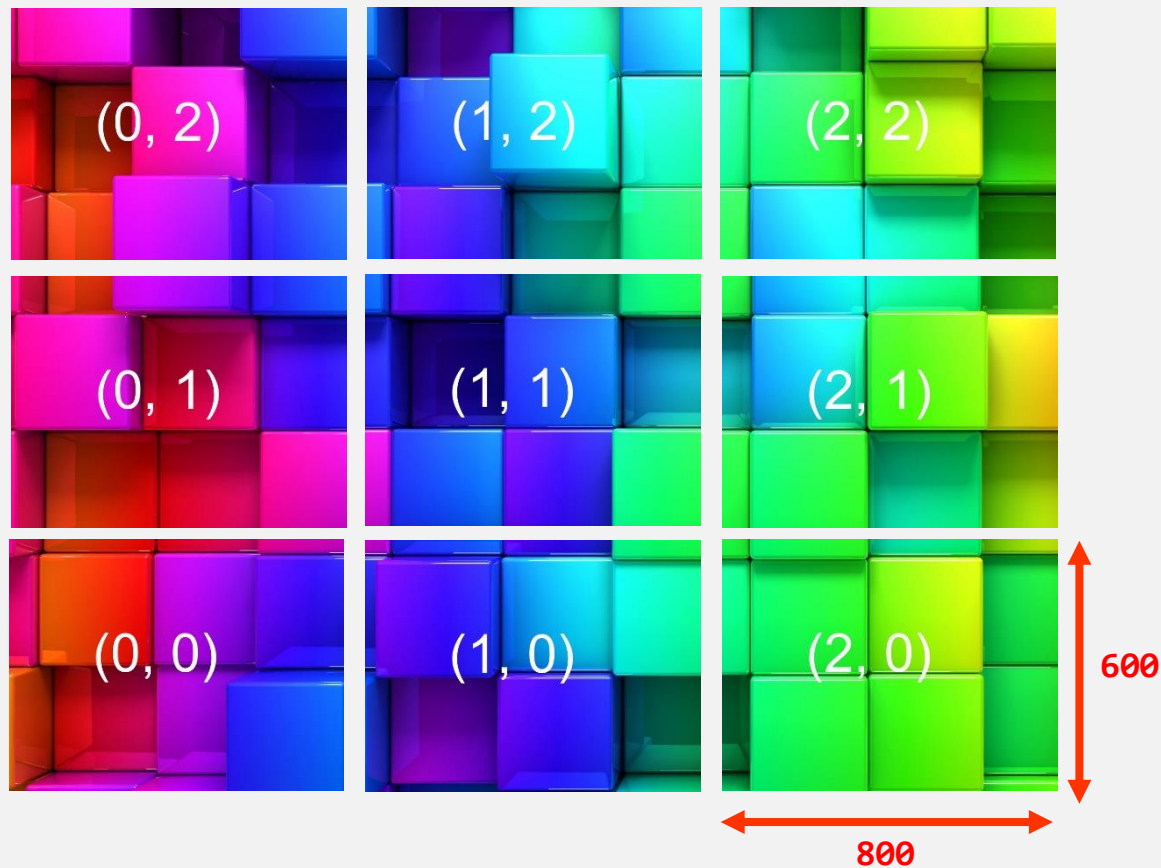 (0, 2) (1, 2) (2, 2)
(0, 1) (1, 1) (2, 1)
(0, 0) (1, 0) (2, 0)
600
800